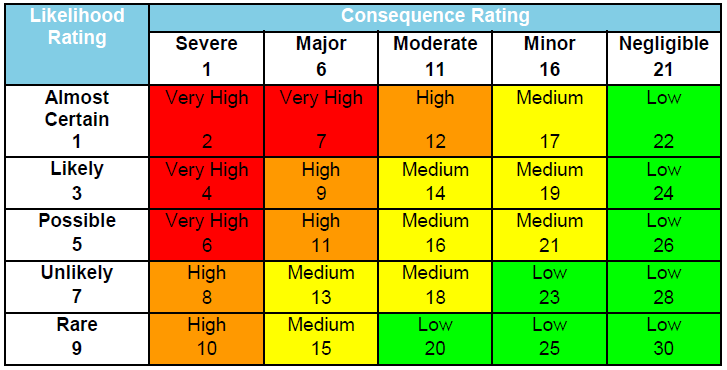 Likelihood Rating Consequence Rating
Severe Major Moderate Minor Negligible
1 6 11 16 21
Almost Certain Very High Very High High Medium Low
1 2 7 12 17 22
Likely Very High High Medium Medium Low
3 4 9 14 19 24
Possible Very High High Medium Medium Low
5 6 11 16 21 26
Unlikely High Medium Medium Low Low
7 8 13 18 23 28
Rare High Medium Low Low Low
9 10 15 20 25 30